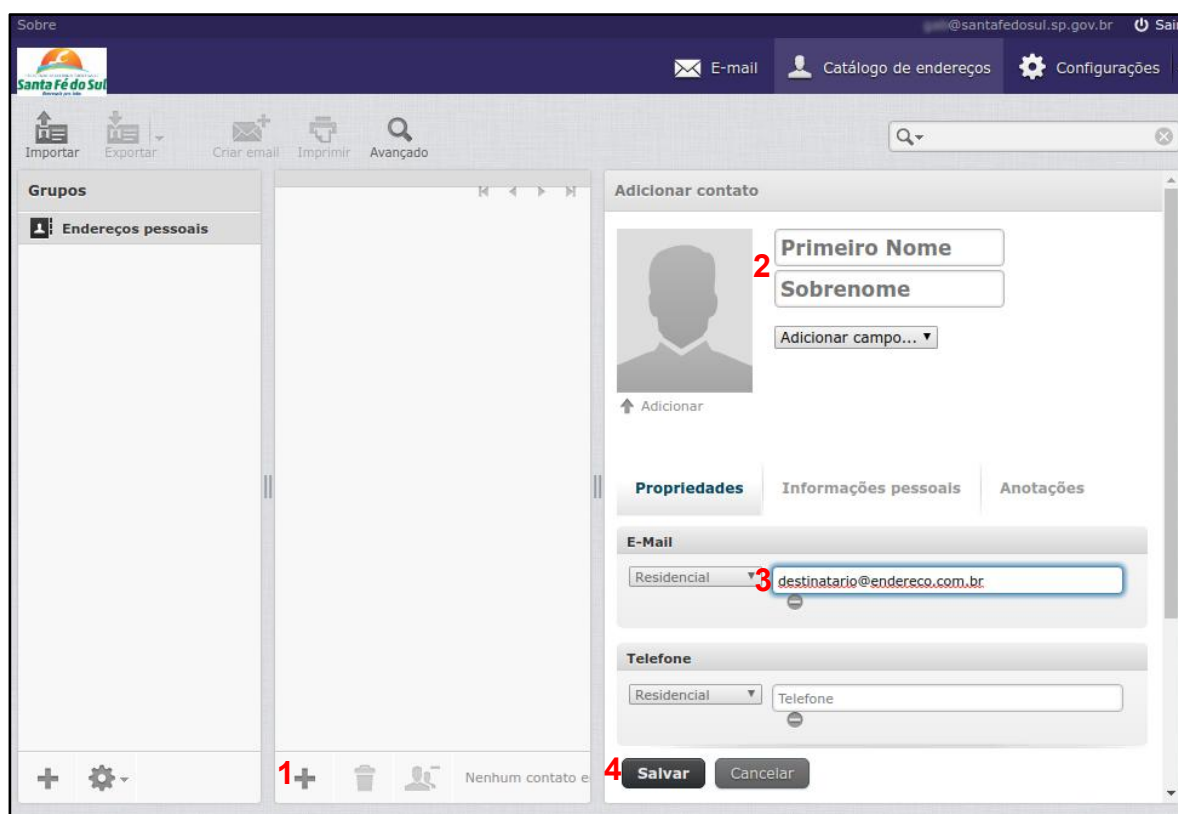 Sobre
@santafedosul.sp.gov.br Sair
Santa Fé do Sul
E-mail Catálogo de endereços Configurações
Importar Exportar Criar email Imprimir Avançado
Grupos
Endereços pessoais
Adicionar contato
2
Primeiro Nome
Sobrenome
Adicionar campo...
Adicionar
Propriedades Informações pessoais Anotações
E-Mail
Residencial 3 destinatario@endereco.com.br
Telefone
Residencial Telefone
1 Nenhum contato e
4 Salvar Cancelar